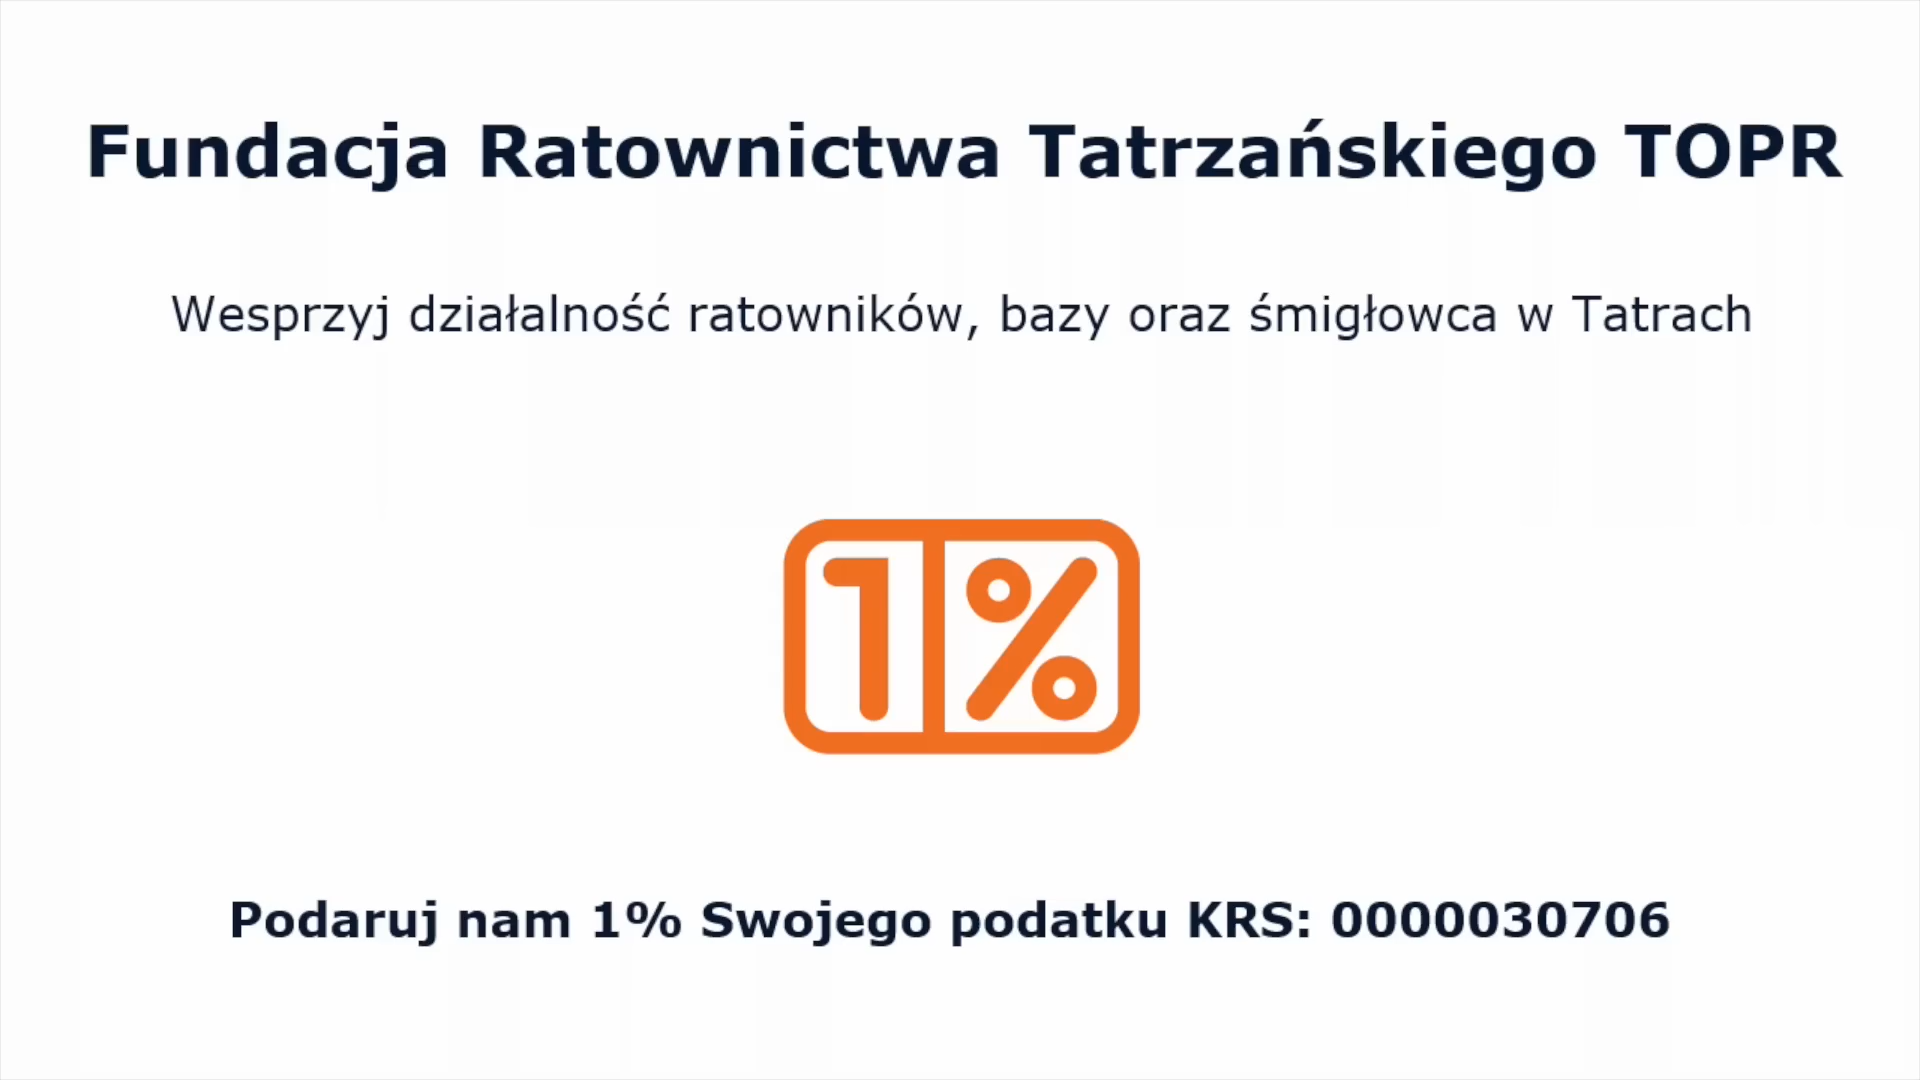 Fundacja Ratownictwa Tatrzańskiego TOPR
Wesprzyj działalność ratowników, bazy oraz śmigłowca w Tatrach
1%
Podaruj nam 1% Swojego podatku KRS: 0000030706